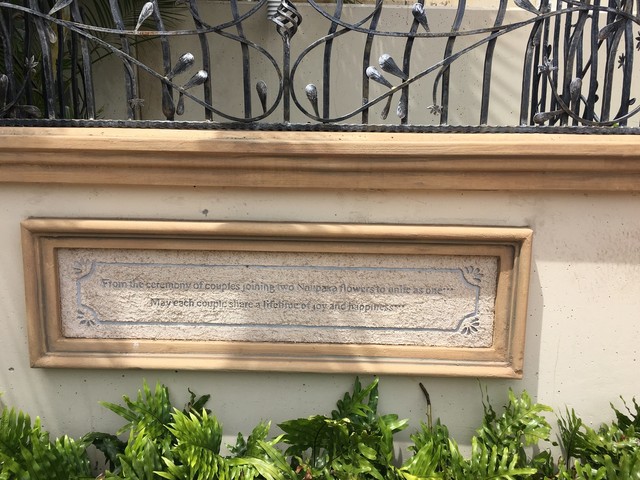 From the ceremony of couples joining two Naupaka flowers to unite as one...
May each couple share a lifetime of joy and happiness...